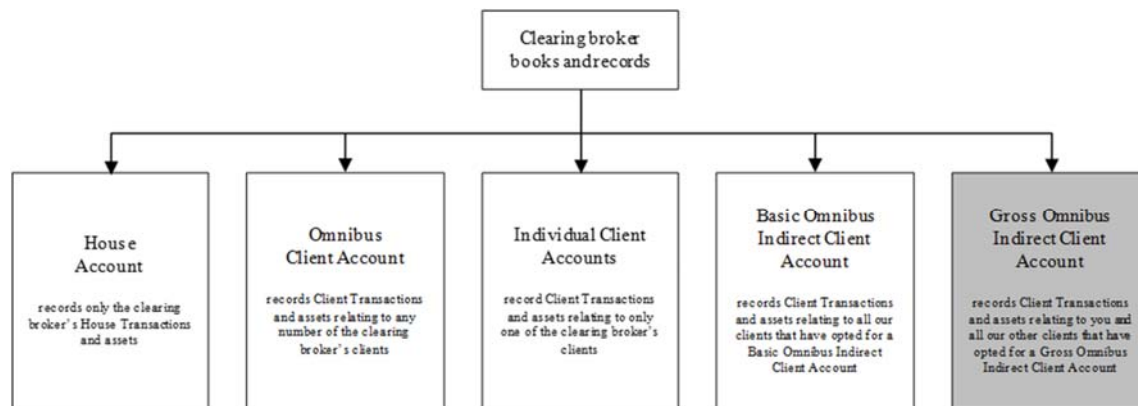 Clearing broker
books and records
House
Account
records only the clearing
broker's House Transactions
and assets
Omnibus
Client Account
records Client Transactions
and assets relating to any
number of the clearing
broker's clients
Individual Client
Accounts
record Client Transactions
and assets relating to only
one of the clearing broker's
clients
Basic Omnibus
Indirect Client
Account
records Client Transactions
and assets relating to all our
clients that have opted for a
Basic Omnibus Indirect
Client Account
Gross Omnibus
Indirect Client
Account
records Client Transactions
and assets relating to you and
all our other clients that have
opted for a Gross Omnibus
Indirect Client Account